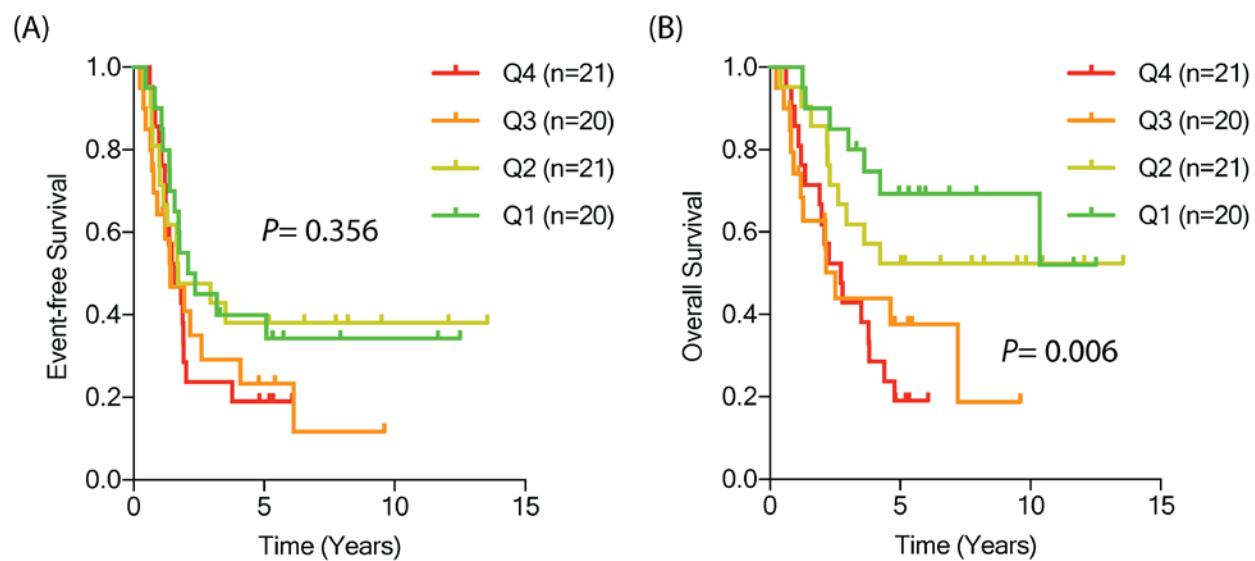 (A)
Event-free Survival
1.0
0.8
0.6
0.4
0.2
0.0
0 5 10 15
Time (Years)
Q4 (n=21)
Q3 (n=20)
Q2 (n=21)
Q1 (n=20)
P= 0.356
(B)
Overall Survival
1.0
0.8
0.6
0.4
0.2
0.0
0 5 10 15
Time (Years)
Q4 (n=21)
Q3 (n=20)
Q2 (n=21)
Q1 (n=20)
P= 0.006